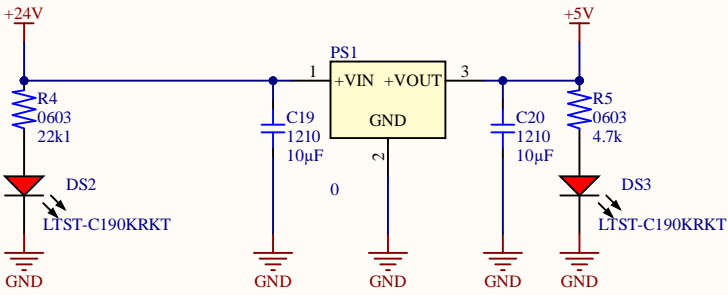 +24V
+5V
PS1
1
+VIN
+VOUT
3
GND
2
R4
0603
22k1
C19
1210
10µF
C20
1210
10µF
R5
0603
4.7k
DS2
LTST-C190KRKT
0
DS3
LTST-C190KRKT
GND
GND
GND
GND
GND